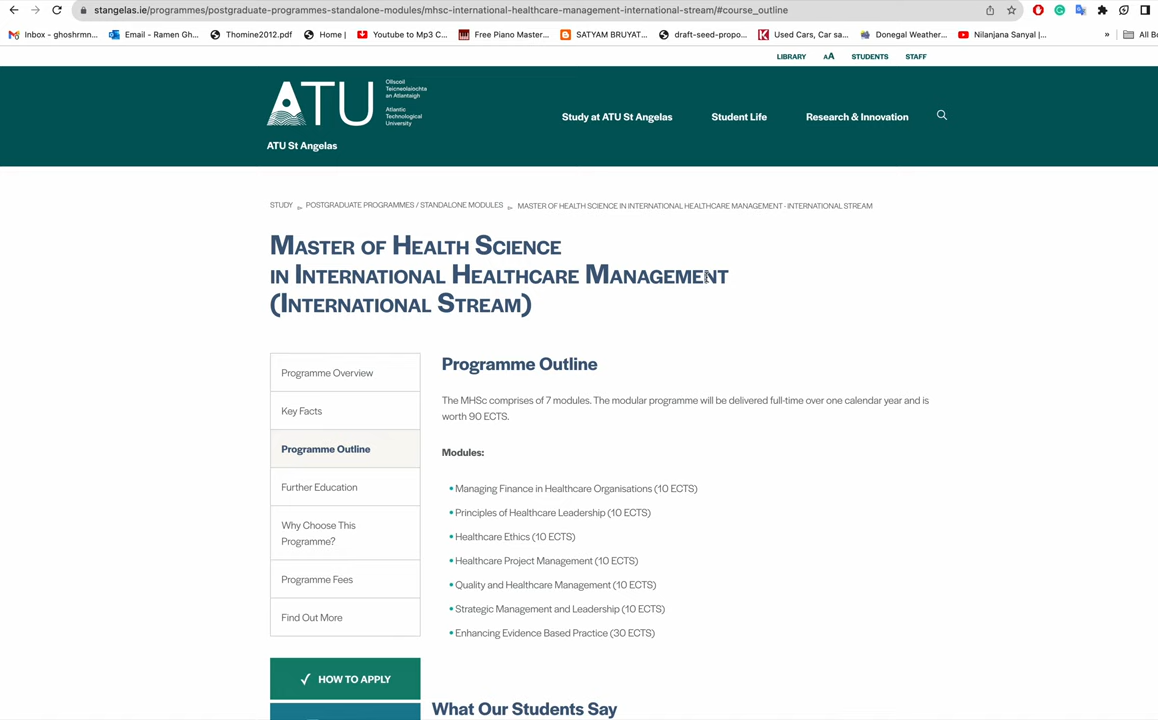 stangelas.ie/programmes/postgraduate-programmes-standalone-modules/mhsc-international-healthcare-management-international-stream/#course_outline
Inbox - ghoshrmn... Email - Ramen Gh... Thomine2012.pdf Home | Youtube to Mp3 C... Free Piano Master... SATYAM BRUYAT... draft-seed-propo... Used Cars, Car sa... Donegal Weather... Nilanjana Sanyal |... » All Bo
LIBRARY AA STUDENTS STAFF
ATU
Ollscoil
Teicneolaíochta
an Atlantaigh
Atlantic
Technological
University
ATU St Angelas
Study at ATU St Angelas Student Life Research & Innovation
STUDY POSTGRADUATE PROGRAMMES / STANDALONE MODULES MASTER OF HEALTH SCIENCE IN INTERNATIONAL HEALTHCARE MANAGEMENT - INTERNATIONAL STREAM
MASTER OF HEALTH SCIENCE
IN INTERNATIONAL HEALTHCARE MANAGEMENT
(INTERNATIONAL STREAM)
Programme Overview
Key Facts
Programme Outline
Further Education
Why Choose This
Programme?
Programme Fees
Find Out More
✓ HOW TO APPLY
Programme Outline
The MHSc comprises of 7 modules. The modular programme will be delivered full-time over one calendar year and is
worth 90 ECTS.
Modules:
• Managing Finance in Healthcare Organisations (10 ECTS)
• Principles of Healthcare Leadership (10 ECTS)
• Healthcare Ethics (10 ECTS)
• Healthcare Project Management (10 ECTS)
• Quality and Healthcare Management (10 ECTS)
• Strategic Management and Leadership (10 ECTS)
• Enhancing Evidence Based Practice (30 ECTS)
What Our Students Say